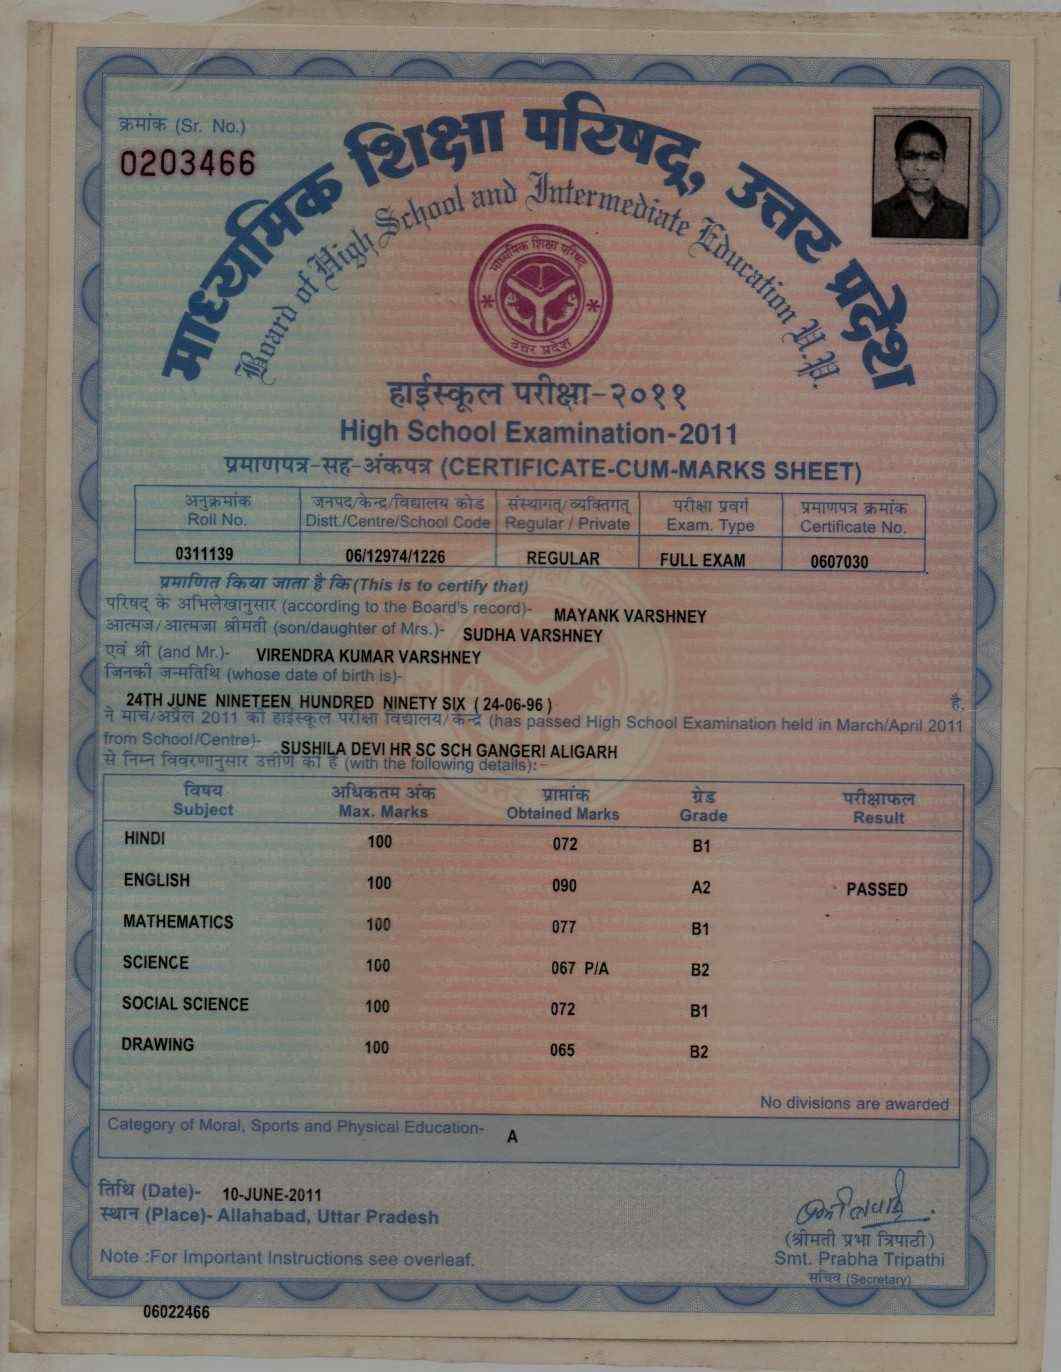 क्रमांक (Sr. No.)
0203466
माध्यमिक शिक्षा परिषद्, उत्तर प्रदेश
Board of High School and Intermediate Education U.P.
माध्यमिक शिक्षा परिषद
उत्तर प्रदेश
हाईस्कूल परीक्षा-२०११
High School Examination-2011
प्रमाणपत्र-सह-अंकपत्र (CERTIFICATE-CUM-MARKS SHEET)
अनुक्रमांक जनपद/केन्द्र/विद्यालय कोड संस्थागत/व्यक्तिगत परीक्षा प्रवर्ग प्रमाणपत्र क्रमांक
Roll No. Distt./Centre/School Code Regular / Private Exam. Type Certificate No.
0311139 06/12974/1226 REGULAR FULL EXAM 0607030
प्रमाणित किया जाता है कि (This is to certify that)
परिषद् के अभिलेखानुसार (according to the Board's record)- MAYANK VARSHNEY
आत्मज/आत्मजा श्रीमती (son/daughter of Mrs.)- SUDHA VARSHNEY
एवं श्री (and Mr.)- VIRENDRA KUMAR VARSHNEY
जिनकी जन्मतिथि (whose date of birth is)-
24TH JUNE NINETEEN HUNDRED NINETY SIX ( 24-06-96 ) है,
ने मार्च/अप्रैल 2011 की हाईस्कूल परीक्षा विद्यालय/केन्द्र (has passed High School Examination held in March/April 2011
from School/Centre)- SUSHILA DEVI HR SC SCH GANGERI ALIGARH
से निम्न विवरणानुसार उत्तीर्ण की है (with the following details):-
विषय अधिकतम अंक प्राप्तांक ग्रेड परीक्षाफल
Subject Max. Marks Obtained Marks Grade Result
HINDI 100 072 B1
ENGLISH 100 090 A2 PASSED
MATHEMATICS 100 077 B1
SCIENCE 100 067 P/A B2
SOCIAL SCIENCE 100 072 B1
DRAWING 100 065 B2
No divisions are awarded
Category of Moral, Sports and Physical Education- A
तिथि (Date)- 10-JUNE-2011
स्थान (Place)- Allahabad, Uttar Pradesh
(श्रीमती प्रभा त्रिपाठी)
Smt. Prabha Tripathi
सचिव (Secretary)
Note :For Important Instructions see overleaf.
06022466